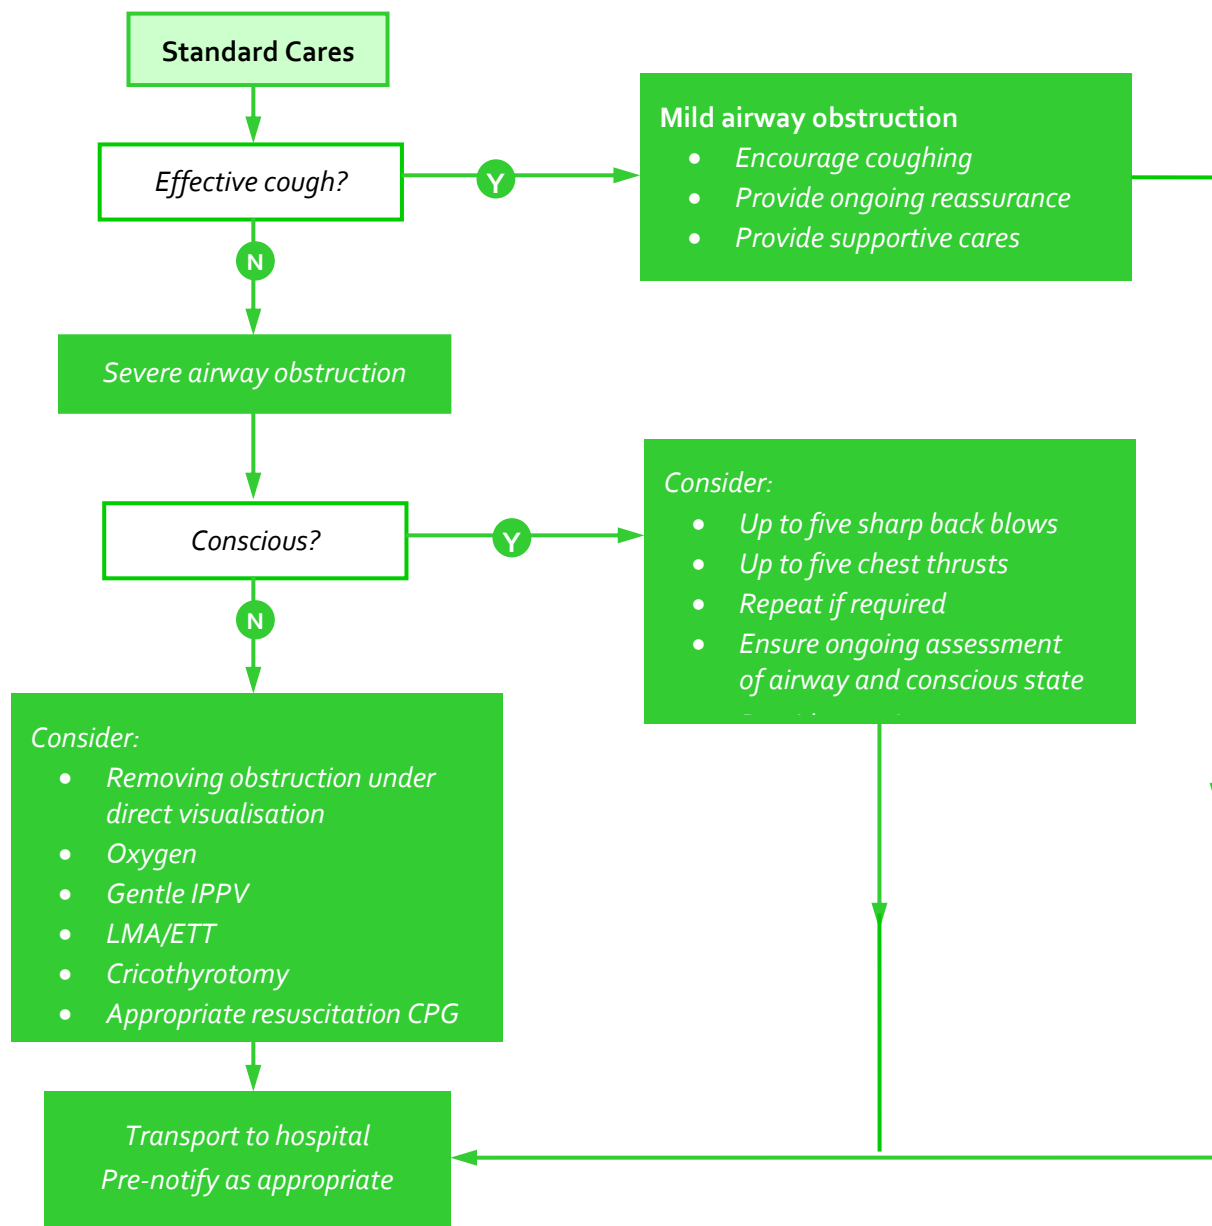 Standard Cares
Effective cough?
Y
Mild airway obstruction
• Encourage coughing
• Provide ongoing reassurance
• Provide supportive cares
N
Severe airway obstruction
Conscious?
Y
Consider:
• Up to five sharp back blows
• Up to five chest thrusts
• Repeat if required
• Ensure ongoing assessment
of airway and conscious state
N
Consider:
• Removing obstruction under
direct visualisation
• Oxygen
• Gentle IPPV
• LMA/ETT
• Cricothyrotomy
• Appropriate resuscitation CPG
Transport to hospital
Pre-notify as appropriate